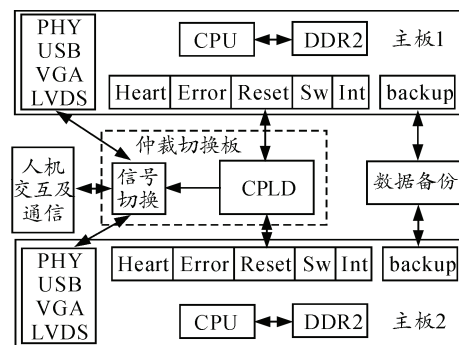 PHY
USB
VGA
LVDS
CPU
DDR2
主板1
Heart
Error
Reset
Sw
Int
backup
仲裁切换板
人机
交互及
通信
信号
切换
CPLD
数据备份
PHY
USB
VGA
LVDS
Heart
Error
Reset
Sw
Int
backup
CPU
DDR2
主板2